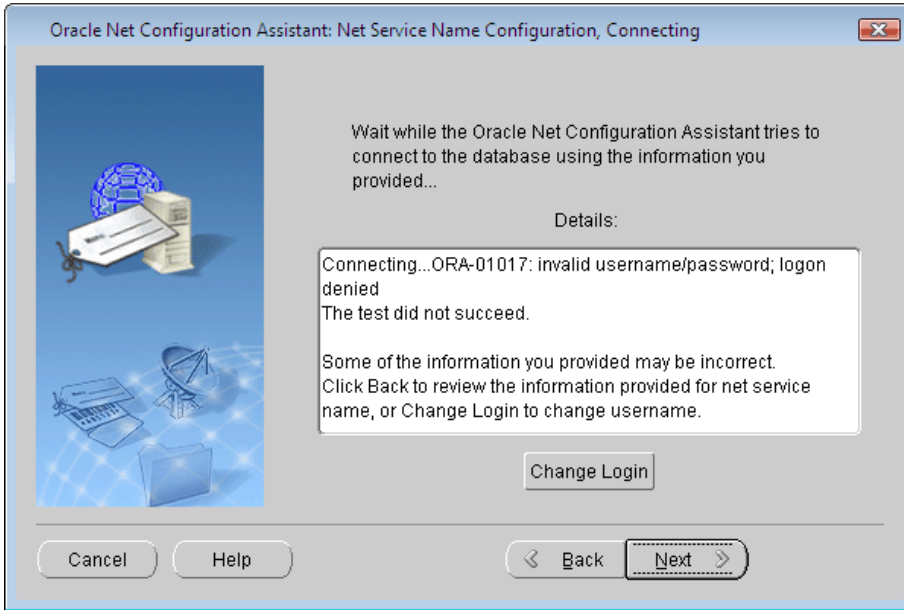 Oracle Net Configuration Assistant: Net Service Name Configuration, Connecting
Wait while the Oracle Net Configuration Assistant tries to
connect to the database using the information you
provided...
Details:
Connecting...ORA-01017: invalid username/password; logon
denied
The test did not succeed.
Some of the information you provided may be incorrect.
Click Back to review the information provided for net service
name, or Change Login to change username.
Change Login
Cancel
Help
Back
Next